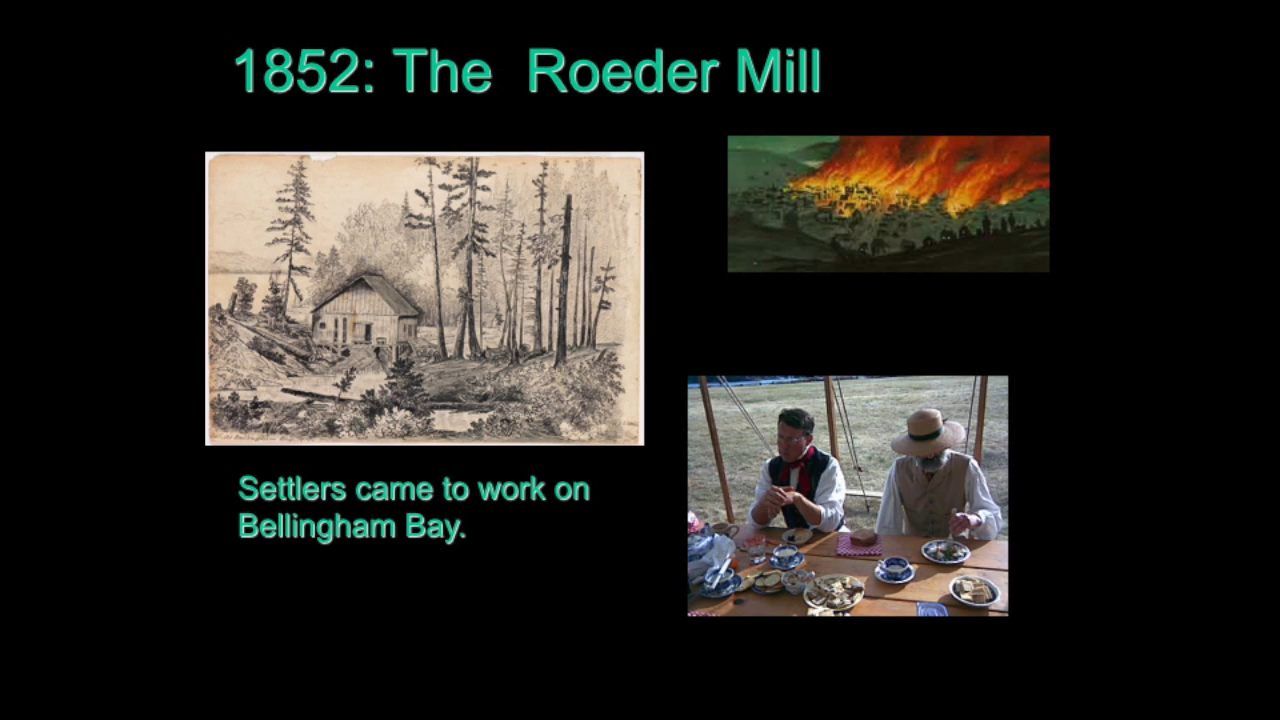 1852: The  Roeder Mill
Settlers came to work on
Bellingham Bay.